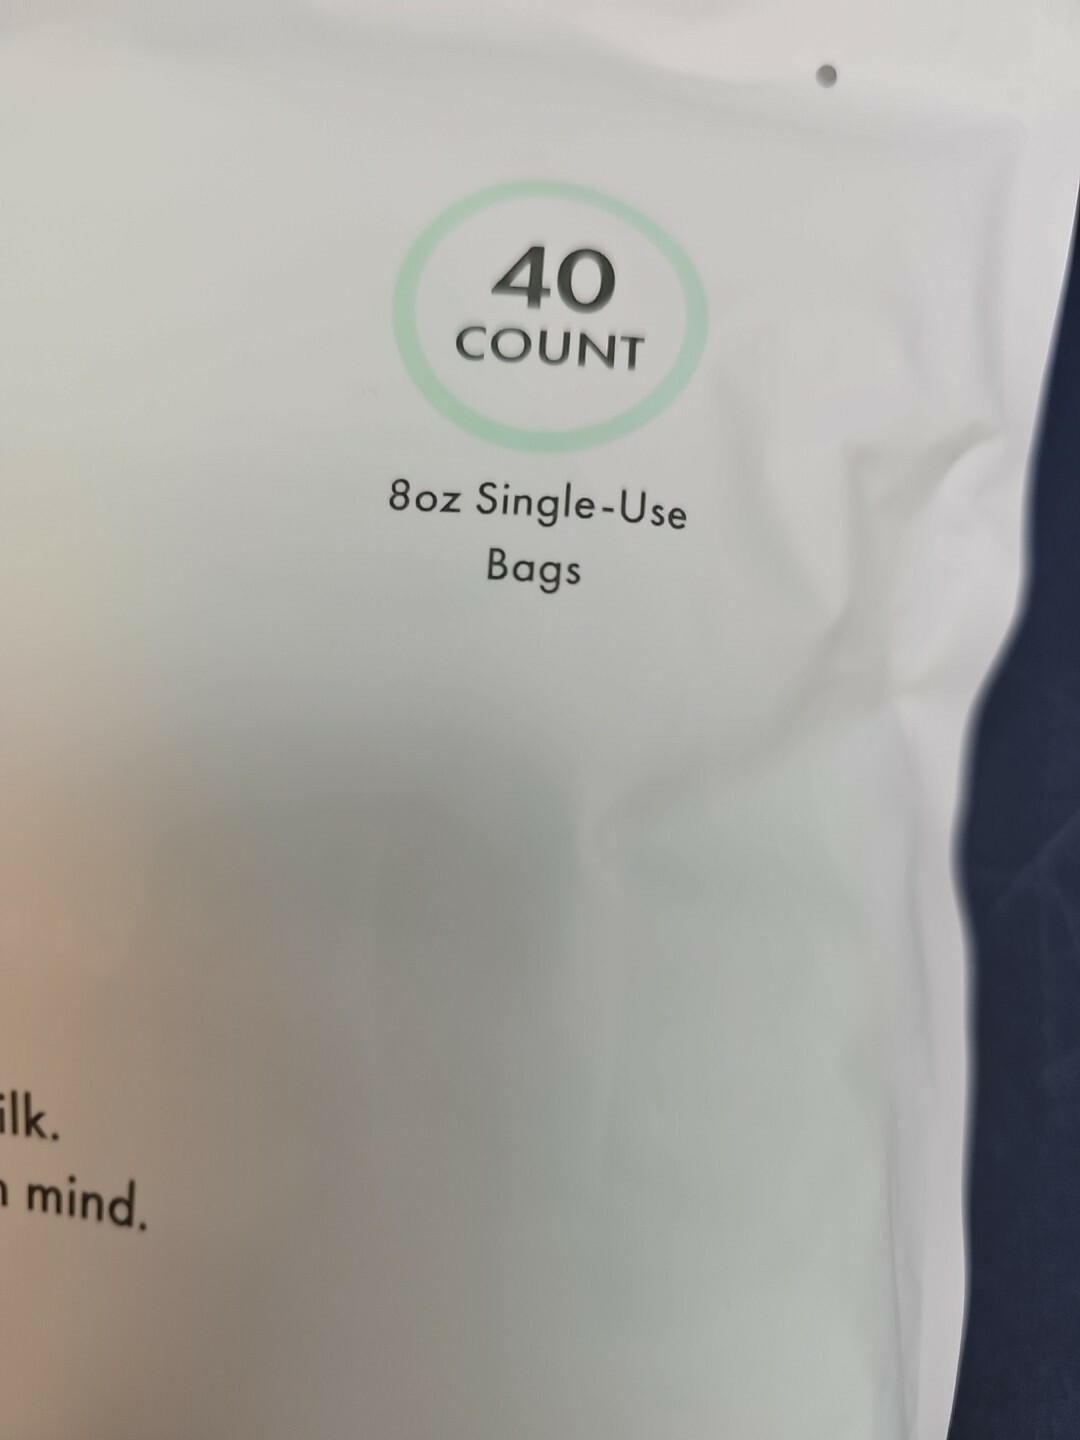 40
COUNT
8oz Single-Use
Bags
ilk.
mind.